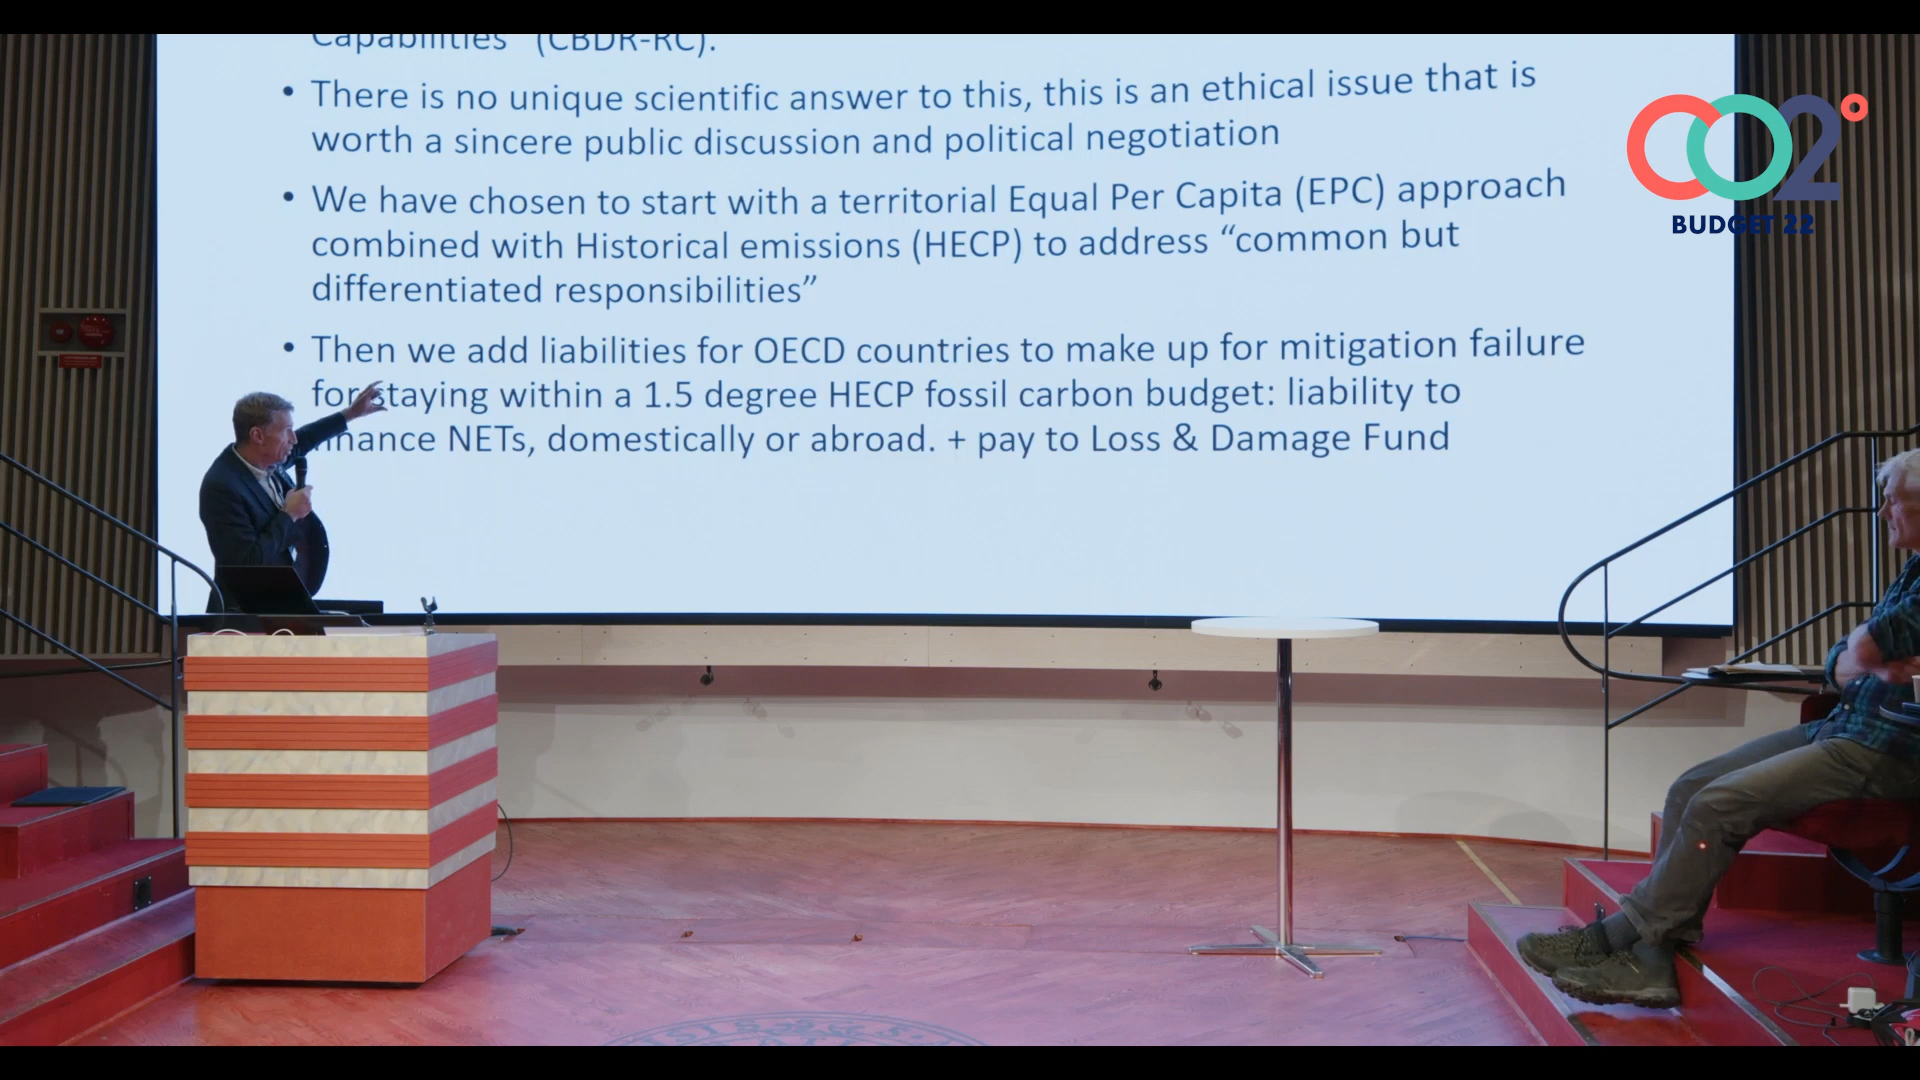 Capabilities" (CBDR-RC).
• There is no unique scientific answer to this, this is an ethical issue that is
worth a sincere public discussion and political negotiation
• We have chosen to start with a territorial Equal Per Capita (EPC) approach
combined with Historical emissions (HECP) to address “common but
differentiated responsibilities”
• Then we add liabilities for OECD countries to make up for mitigation failure
for staying within a 1.5 degree HECP fossil carbon budget: liability to
NETs, domestically or abroad. + pay to Loss & Damage Fund
CO2°
BUDGET 22